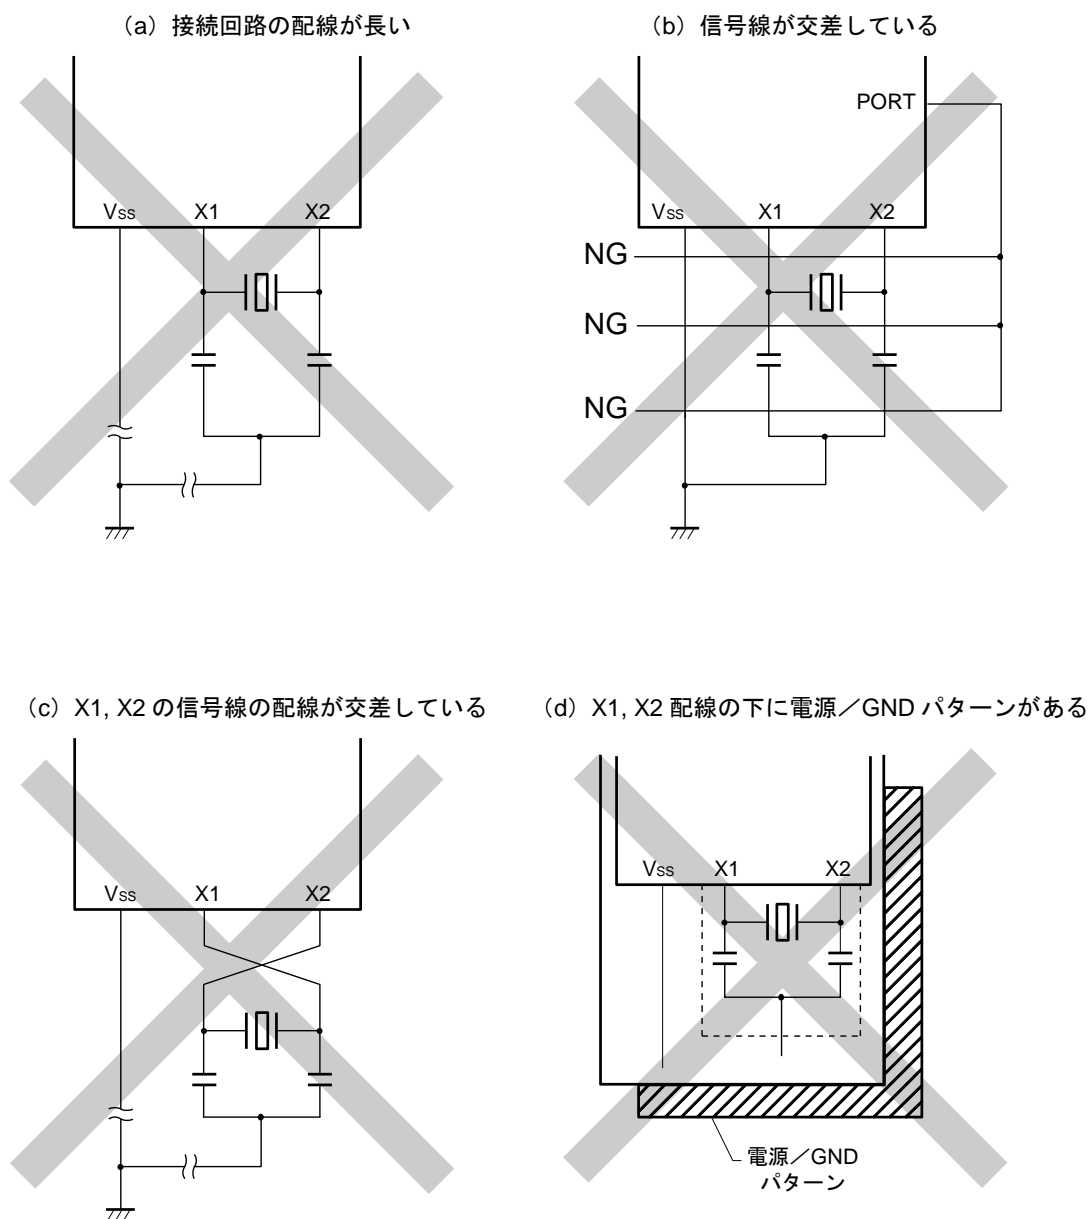 (a) 接続回路の配線が長い
VSS X1 X2
(b) 信号線が交差している
PORT
VSS X1 X2
NG
NG
NG
(c) X1, X2 の信号線の配線が交差している
VSS X1 X2
(d) X1, X2 配線の下に電源／GND パターンがある
VSS X1 X2
電源／GND
パターン